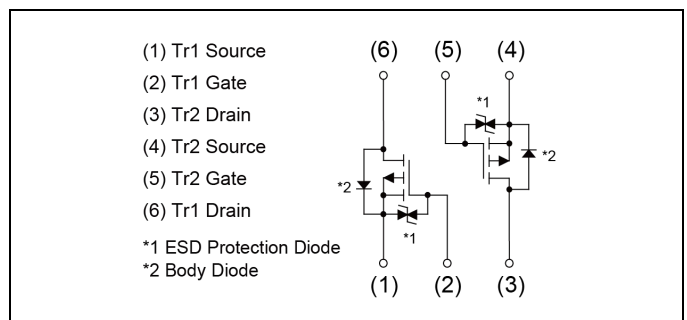 (1) Tr1 Source
(2) Tr1 Gate
(3) Tr2 Drain
(4) Tr2 Source
(5) Tr2 Gate
(6) Tr1 Drain
*1 ESD Protection Diode
*2 Body Diode
(6) (5) (4)
*1
*2
*2
*1
(1) (2) (3)